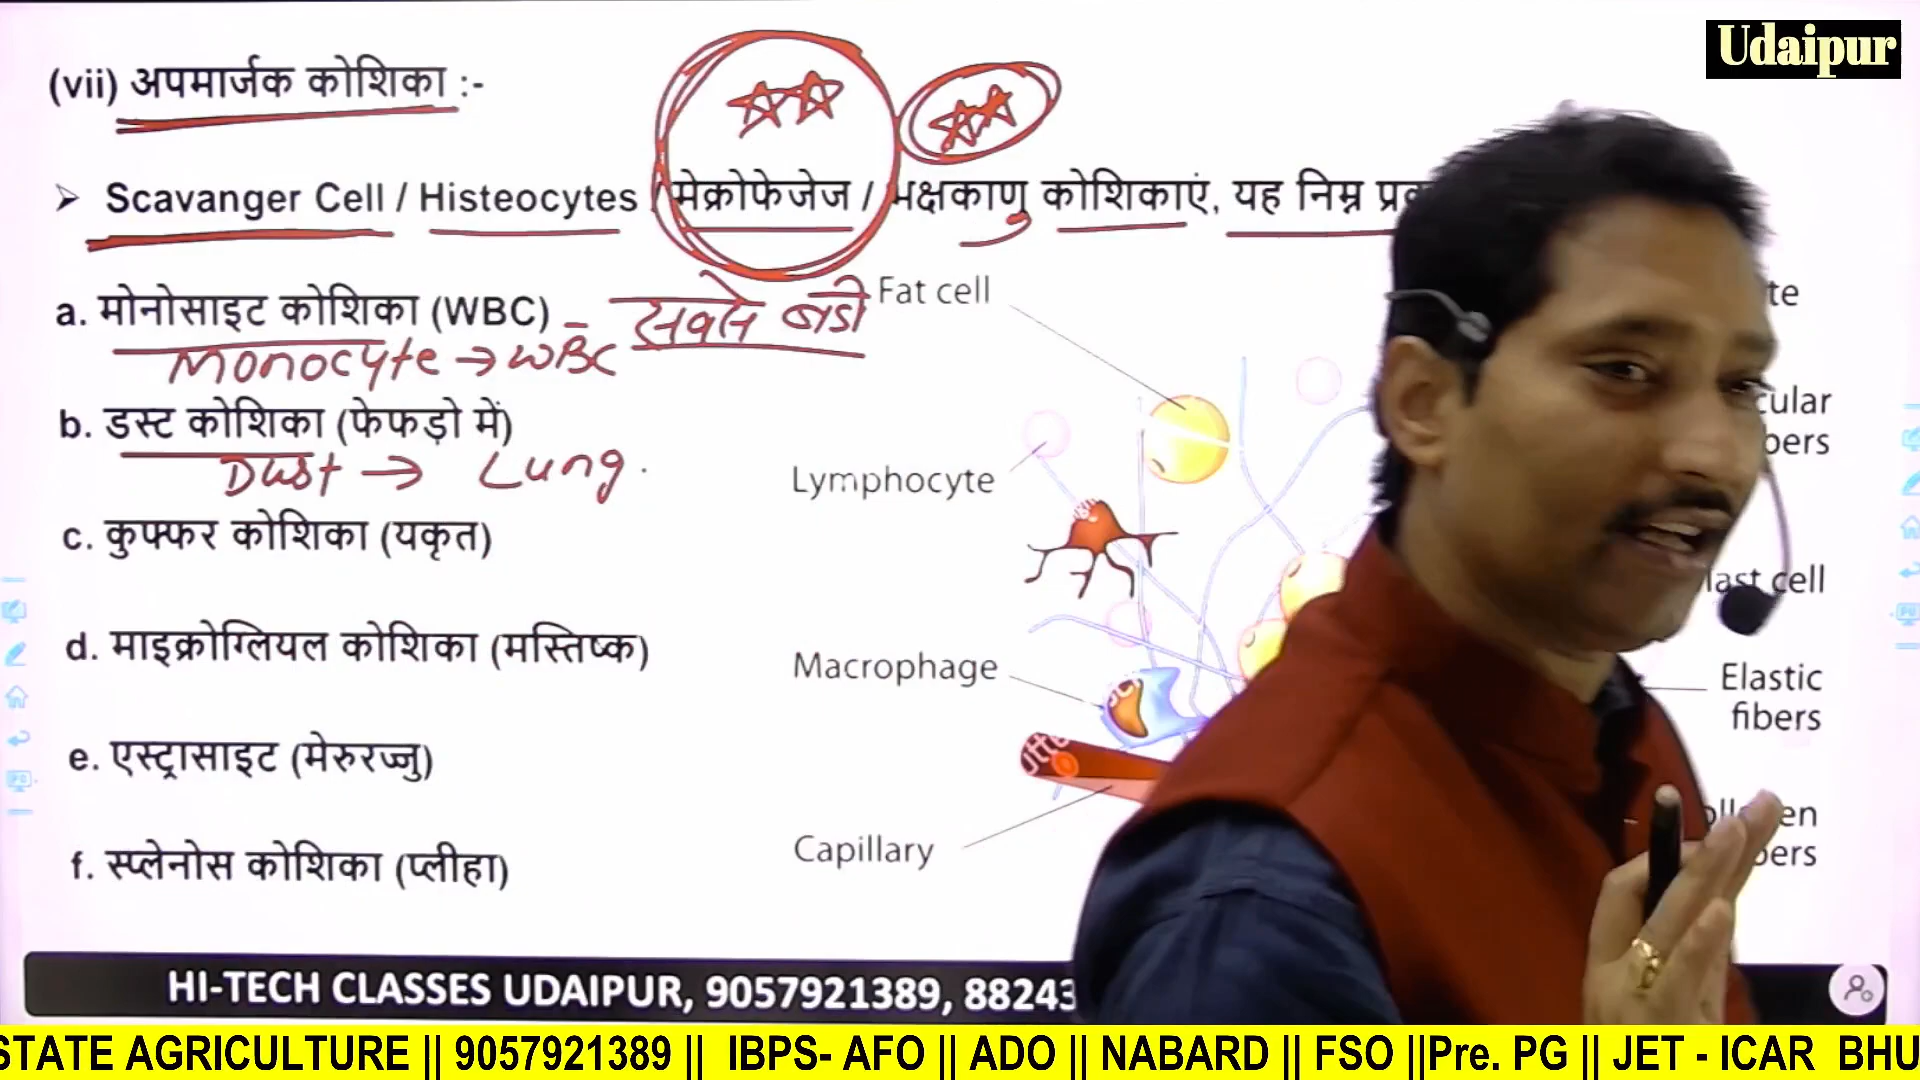 Udaipur
(vii) अपमार्जक कोशिका :-
➢ Scavanger Cell / Histeocytes / मेक्रोफेजेज / भक्षकाणु कोशिकाएं, यह निम्न
a. मोनोसाइट कोशिका (WBC) - सबसे बडी
Monocyte → WBC
b. डस्ट कोशिका (फेफड़ो में)
Dust → Lung.
c. कुफ्फर कोशिका (यकृत)
d. माइक्रोग्लियल कोशिका (मस्तिष्क)
e. एस्ट्रासाइट (मेरुरज्जु)
f. स्प्लेनोस कोशिका (प्लीहा)
Fat cell
Lymphocyte
Macrophage
Capillary
cell
Elastic
fibers
HI-TECH CLASSES UDAIPUR, 9057921389, 88243
STATE AGRICULTURE || 9057921389 || IBPS- AFO || ADO || NABARD || FSO ||Pre. PG || JET - ICAR BHU